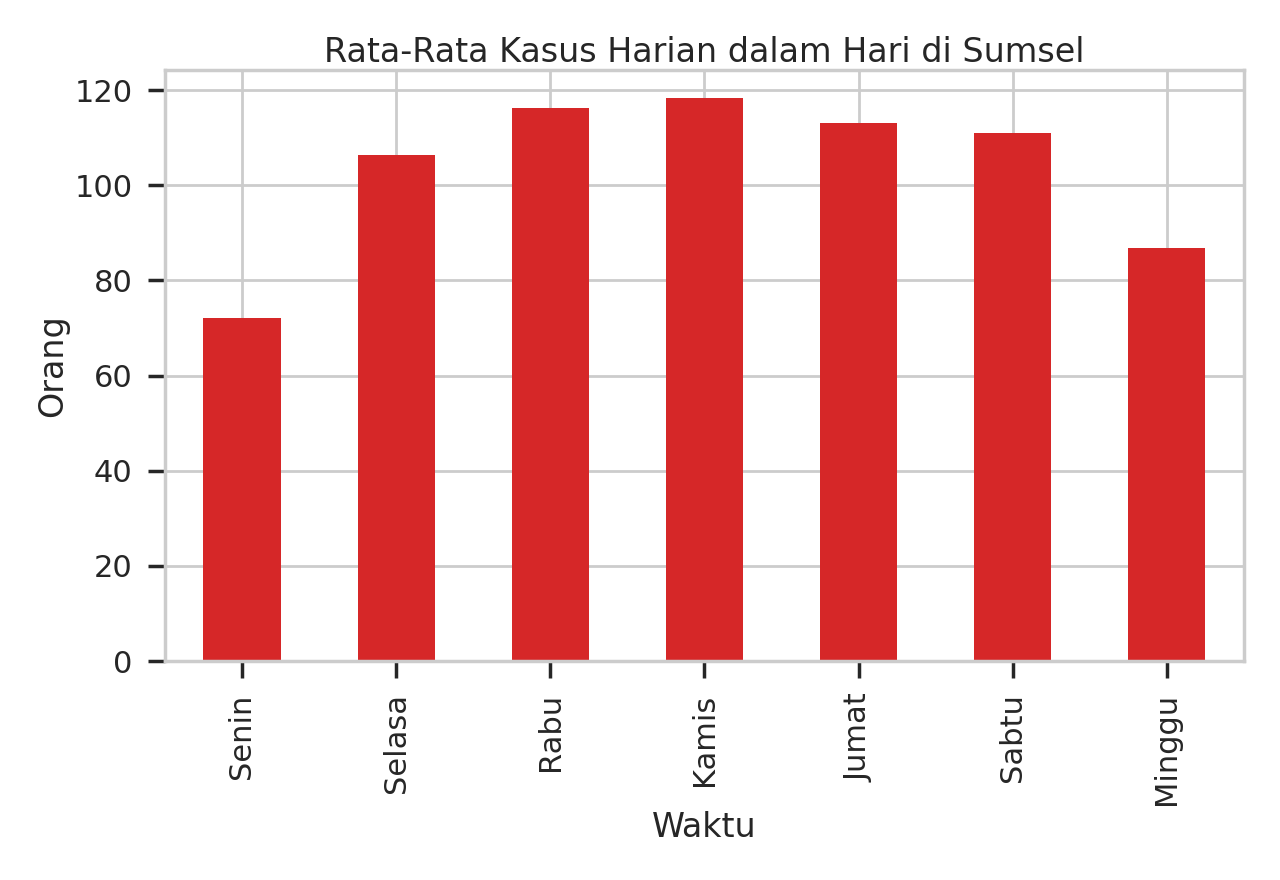 Rata-Rata Kasus Harian dalam Hari di Sumsel
120
100
80
60
40
20
0
Orang
Senin
Selasa
Rabu
Kamis
Jumat
Sabtu
Minggu
Waktu